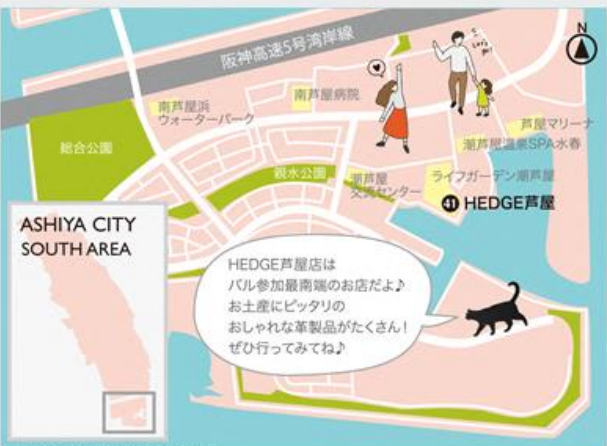 阪神高速5号湾岸線
N
Let's
go!
南芦屋浜
ウォーターパーク
南芦屋病院
芦屋マリーナ
潮芦屋温泉SPA水春
総合公園
親水公園
潮芦屋
交流センター
ライフガーデン潮芦屋
41 HEDGE芦屋
ASHIYA CITY
SOUTH AREA
HEDGE芦屋店は
バル参加最南端のお店だよ♪
お土産にピッタリの
おしゃれな革製品がたくさん!
ぜひ行ってみてね♪